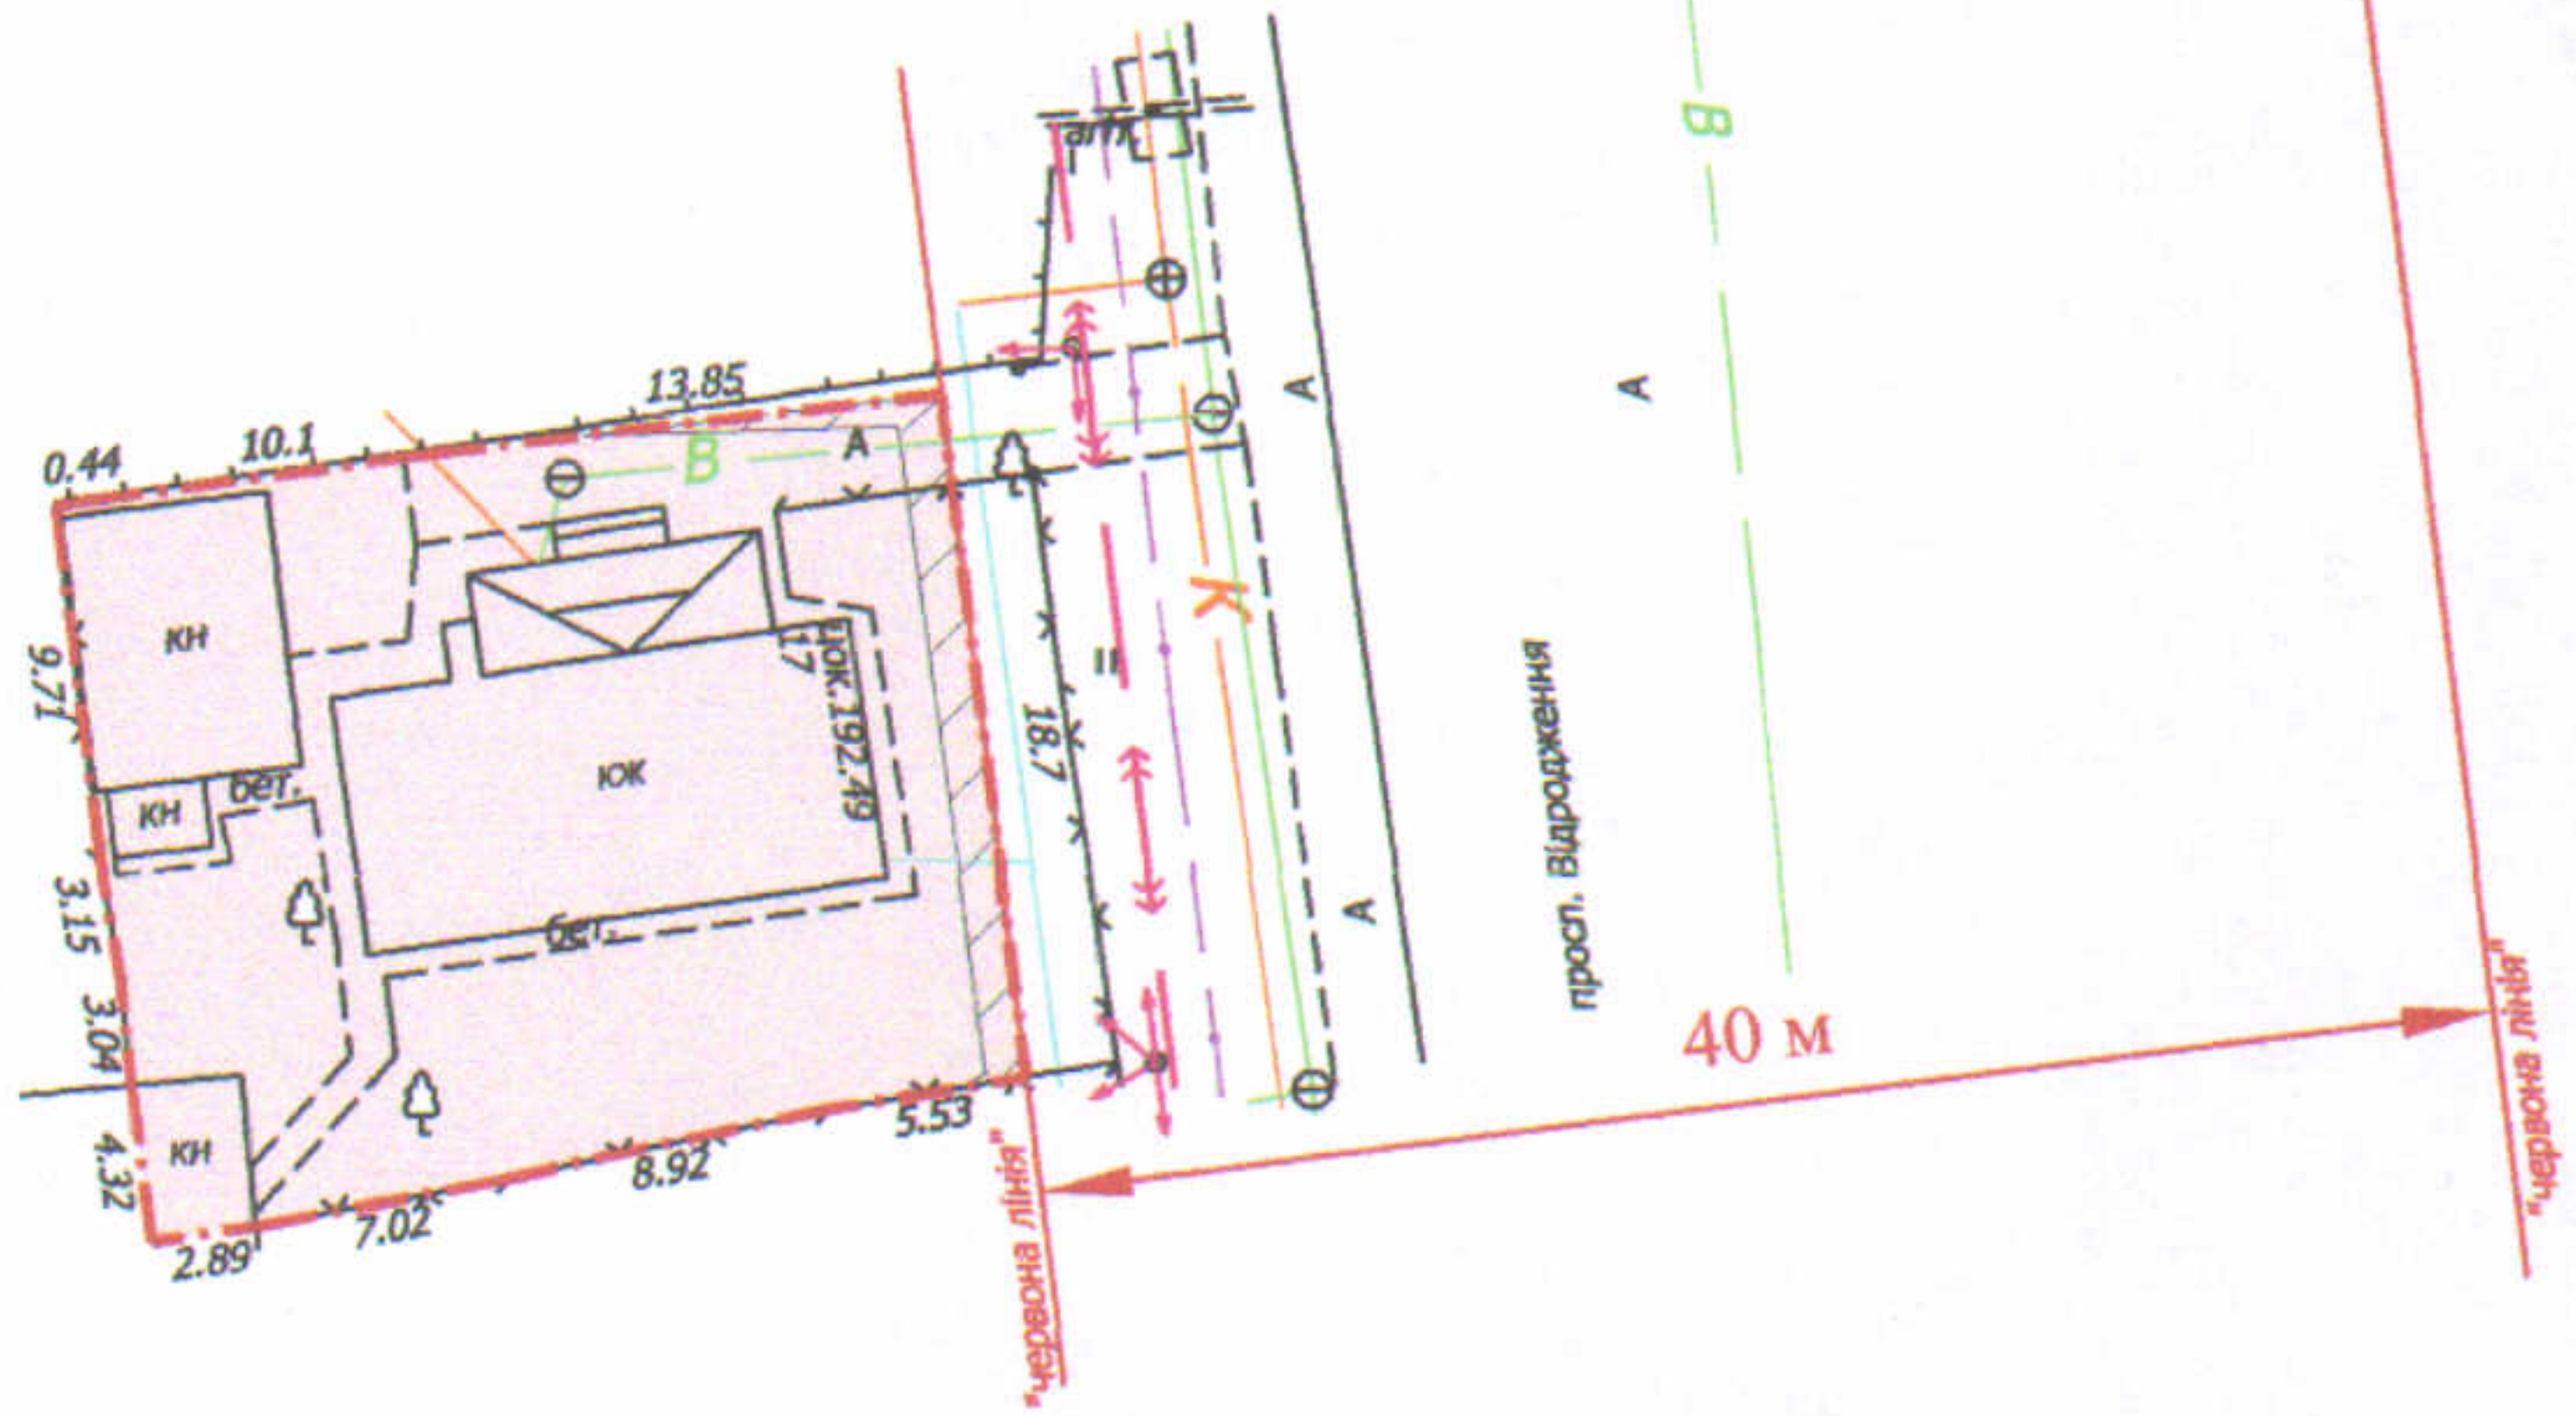 В
атх.
13.85
10.1
0.44
В
А
А
А
К
КН
17
цок.192.49
9.71
=
просп. Відродження
18.7
ЮК
бет.
КН
3.15
бет.
А
3.04
40 м
"червона лінія"
5.53
КН
4.32
8.92
7.02
2.89
"червона лінія"